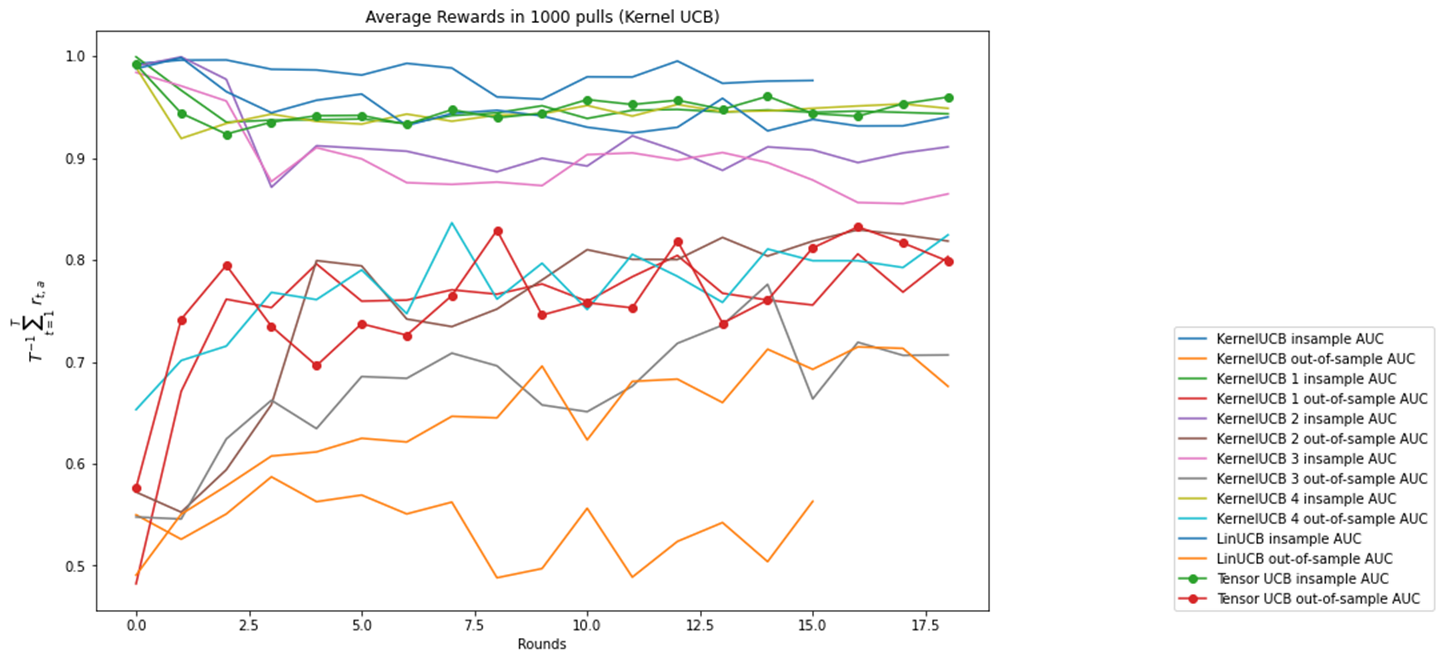 Average Rewards in 1000 pulls (Kernel UCB)
1.0
0.9
0.8
0.7
0.6
0.5
T⁻¹ ∑ᵀₜ₌₁ rₜ,ₐ
0.0 2.5 5.0 7.5 10.0 12.5 15.0 17.5
Rounds
KernelUCB insample AUC
KernelUCB out-of-sample AUC
KernelUCB 1 insample AUC
KernelUCB 1 out-of-sample AUC
KernelUCB 2 insample AUC
KernelUCB 2 out-of-sample AUC
KernelUCB 3 insample AUC
KernelUCB 3 out-of-sample AUC
KernelUCB 4 insample AUC
KernelUCB 4 out-of-sample AUC
LinUCB insample AUC
LinUCB out-of-sample AUC
Tensor UCB insample AUC
Tensor UCB out-of-sample AUC